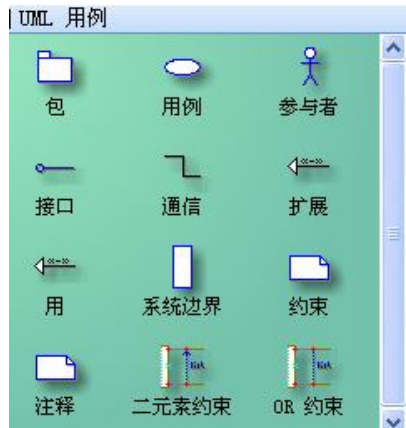 UML 用例
包 用例 参与者
接口 通信 扩展
用 系统边界 约束
注释 二元素约束 OR 约束